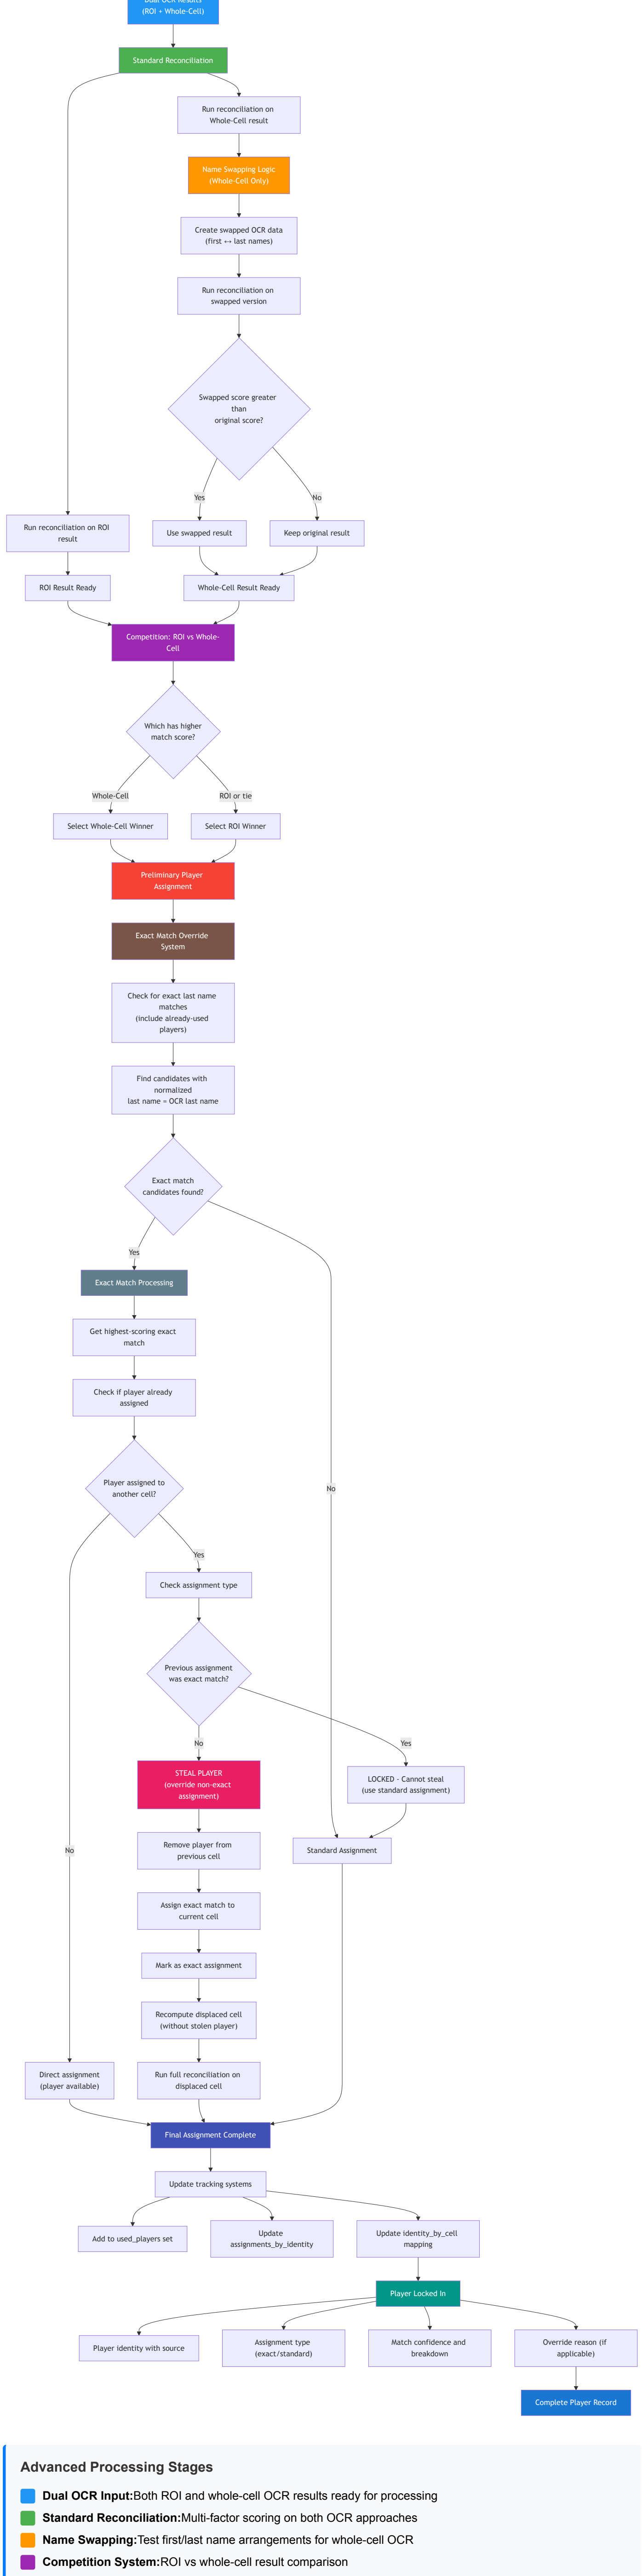 Dual OCR Results
(ROI + Whole-Cell)
Standard Reconciliation
Run reconciliation on
Whole-Cell result
Name Swapping Logic
(Whole-Cell Only)
Create swapped OCR data
(first ↔ last names)
Run reconciliation on
swapped version
Swapped score greater
than
original score?
Yes
No
Run reconciliation on ROI
result
Use swapped result
Keep original result
ROI Result Ready
Whole-Cell Result Ready
Competition: ROI vs Whole-
Cell
Which has higher
match score?
Whole-Cell
ROI or tie
Select Whole-Cell Winner
Select ROI Winner
Preliminary Player
Assignment
Exact Match Override
System
Check for exact last name
matches
(include already-used
players)
Find candidates with
normalized
last name = OCR last name
Exact match
candidates found?
Yes
Exact Match Processing
Get highest-scoring exact
match
Check if player already
assigned
Player assigned to
another cell?
No
Yes
Check assignment type
Previous assignment
was exact match?
No
Yes
STEAL PLAYER
(override non-exact
assignment)
LOCKED - Cannot steal
(use standard assignment)
Remove player from
previous cell
Standard Assignment
No
Assign exact match to
current cell
Mark as exact assignment
Recompute displaced cell
(without stolen player)
Direct assignment
(player available)
Run full reconciliation on
displaced cell
Final Assignment Complete
Update tracking systems
Add to used_players set
Update
assignments_by_identity
Update identity_by_cell
mapping
Player Locked In
Player identity with source
Assignment type
(exact/standard)
Match confidence and
breakdown
Override reason (if
applicable)
Complete Player Record
Advanced Processing Stages
Dual OCR Input:Both ROI and whole-cell OCR results ready for processing
Standard Reconciliation:Multi-factor scoring on both OCR approaches
Name Swapping:Test first/last name arrangements for whole-cell OCR
Competition System:ROI vs whole-cell result comparison